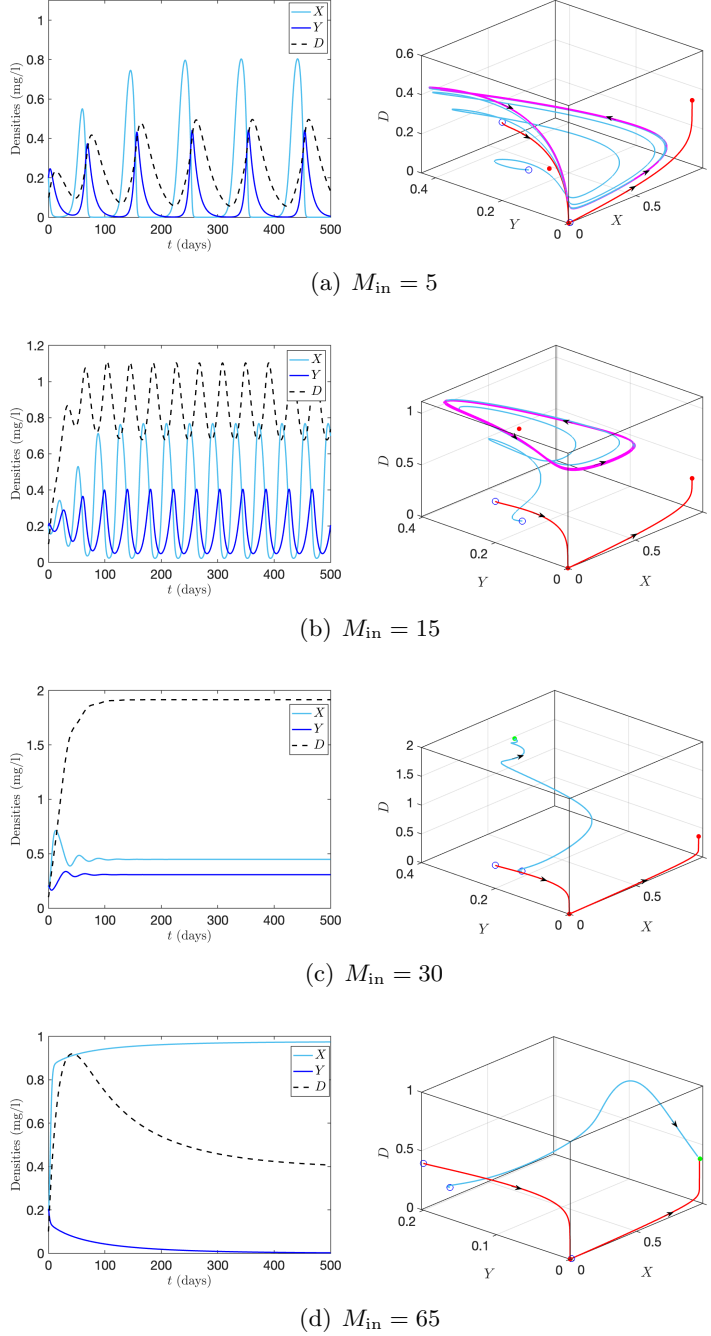 1
0.8
0.6
0.4
0.2
0
Densities (mg/l)
X
Y
D
0 100 200 300 400 500
t (days)
0.6
0.4
0.2
0
D
0.4
0.2
0
Y
0
0.5
X
(a) M_in = 5
1.2
1
0.8
0.6
0.4
0.2
0
Densities (mg/l)
X
Y
D
0 100 200 300 400 500
t (days)
1
0.5
0
D
0.4
0.2
0
Y
0
0.5
X
(b) M_in = 15
2
1.5
1
0.5
0
Densities (mg/l)
X
Y
D
0 100 200 300 400 500
t (days)
2
1.5
1
0.5
0
D
0.4
0.2
0
Y
0
0.5
X
(c) M_in = 30
1
0.8
0.6
0.4
0.2
0
Densities (mg/l)
X
Y
D
0 100 200 300 400 500
t (days)
1
0.5
0
D
0.2
0.1
0
Y
0
0.5
X
(d) M_in = 65